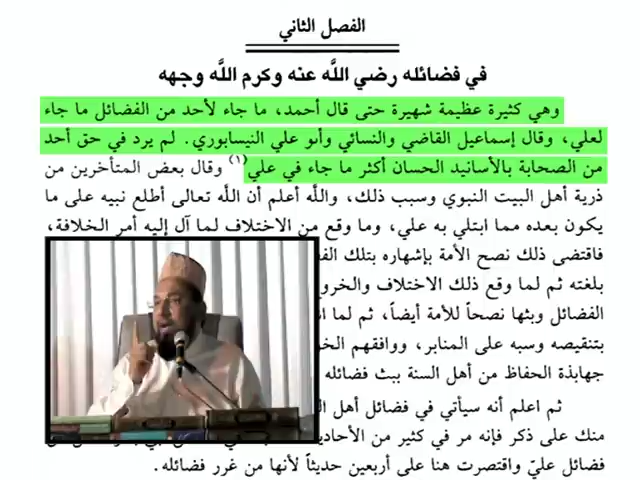 الفصل الثاني
في فضائله رضي اللّه عنه وكرم اللّه وجهه
وهي كثيرة عظيمة شهيرة حتى قال أحمد، ما جاء لأحد من الفضائل ما جاء
لعلي، وقال إسماعيل القاضي والنسائي وأبو علي النيسابوري. لم يرد في حق أحد
من الصحابة بالأسانيد الحسان أكثر ما جاء في علي(١) وقال بعض المتأخرين من
ذرية أهل البيت النبوي وسبب ذلك، والله أعلم أن الله تعالى أطلع نبيه على ما
يكون بعده مما ابتلي به علي، وما وقع من الاختلاف لما آل إليه أمر الخلافة،
فاقتضى ذلك نصح الأمة بإشهاره بتلك
بلغته ثم لما وقع ذلك الاختلاف
الفضائل وبثها نصحاً للأمة أيضاً، ثم لما
بتنقيصه وسبه على المنابر، ووافقهم
جهابذة الحفاظ من أهل السنة ببث فضائله
ثم اعلم أنه سيأتي في فضائل أهل
منك على ذكر فإنه مر في كثير من
فضائل عليّ واقتصرت هنا على أربعين حديثاً لأنها من غرر فضائله.